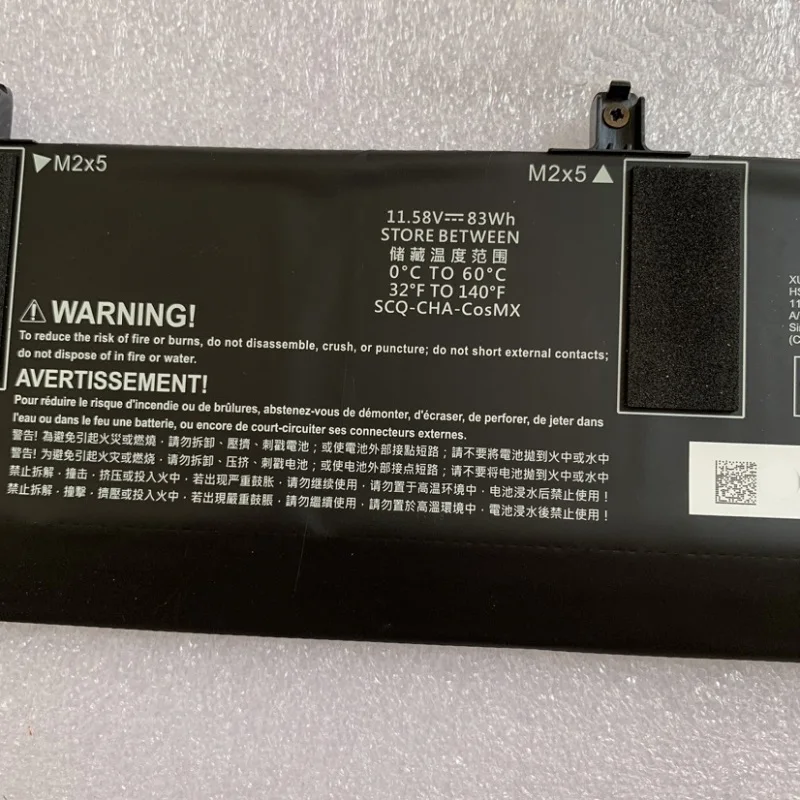 M2x5
M2x5
11.58V⎓83Wh
STORE BETWEEN
储藏温度范围
0°C TO 60°C
32°F TO 140°F
SCQ-CHA-CosMX
WARNING!
To reduce the risk of fire or burns, do not disassemble, crush, or puncture; do not short external contacts;
do not dispose of in fire or water.
AVERTISSEMENT!
Pour réduire le risque d'incendie ou de brûlures, abstenez-vous de démonter, d'écraser, de perforer, de jeter dans
l'eau ou dans le feu une batterie, ou encore de court-circuiter ses connecteurs externes.
警告! 為避免引起火災或燃燒，請勿拆卸、壓擠、刺戳電池；或使電池外部接點短路；請不要將電池拋到火中或水中
警告! 为避免引起火灾或燃烧，请勿拆卸、压挤、刺戳电池；或使电池外部接点短路；请不要将电池拋到火中或水中
禁止拆解．撞击．挤压或投入火中．若出现严重鼓胀．请勿继续使用．请勿置于高温环境中．电池浸水后禁止使用！
禁止拆解．撞擊．擠壓或投入火中．若出現嚴重鼓脹．請勿繼續使用．請勿置於高溫環境中．電池浸水後禁止使用！